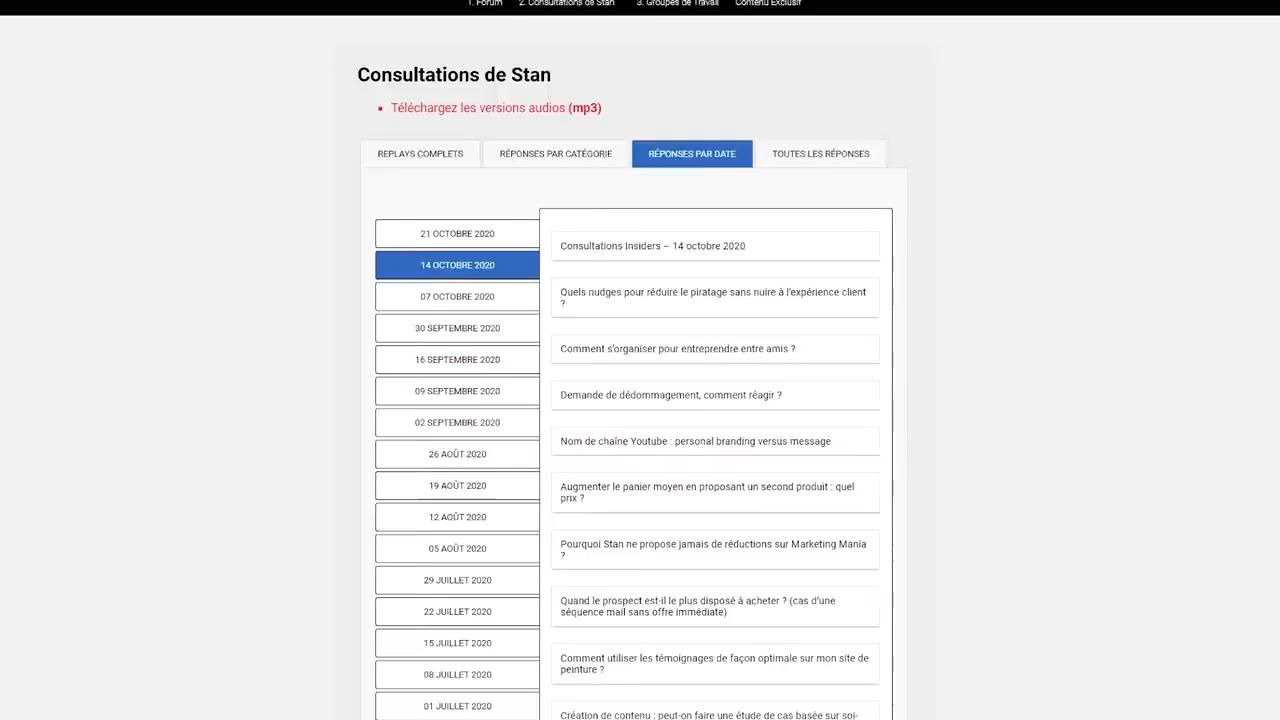 1. Forum 2. Consultations de Stan 3. Groupes de Travail Contenu Exclusif
Consultations de Stan
• Téléchargez les versions audios (mp3)
REPLAYS COMPLETS RÉPONSES PAR CATÉGORIE RÉPONSES PAR DATE TOUTES LES RÉPONSES
21 OCTOBRE 2020
14 OCTOBRE 2020
07 OCTOBRE 2020
30 SEPTEMBRE 2020
16 SEPTEMBRE 2020
09 SEPTEMBRE 2020
02 SEPTEMBRE 2020
26 AOÛT 2020
19 AOÛT 2020
12 AOÛT 2020
05 AOÛT 2020
29 JUILLET 2020
22 JUILLET 2020
15 JUILLET 2020
08 JUILLET 2020
01 JUILLET 2020
Consultations Insiders – 14 octobre 2020
Quels nudges pour réduire le piratage sans nuire à l'expérience client
?
Comment s'organiser pour entreprendre entre amis ?
Demande de dédommagement, comment réagir ?
Nom de chaîne Youtube : personal branding versus message
Augmenter le panier moyen en proposant un second produit : quel
prix ?
Pourquoi Stan ne propose jamais de réductions sur Marketing Mania
?
Quand le prospect est-il le plus disposé à acheter ? (cas d'une
séquence mail sans offre immédiate)
Comment utiliser les témoignages de façon optimale sur mon site de
peinture ?
Création de contenu : peut-on faire une étude de cas basée sur soi-